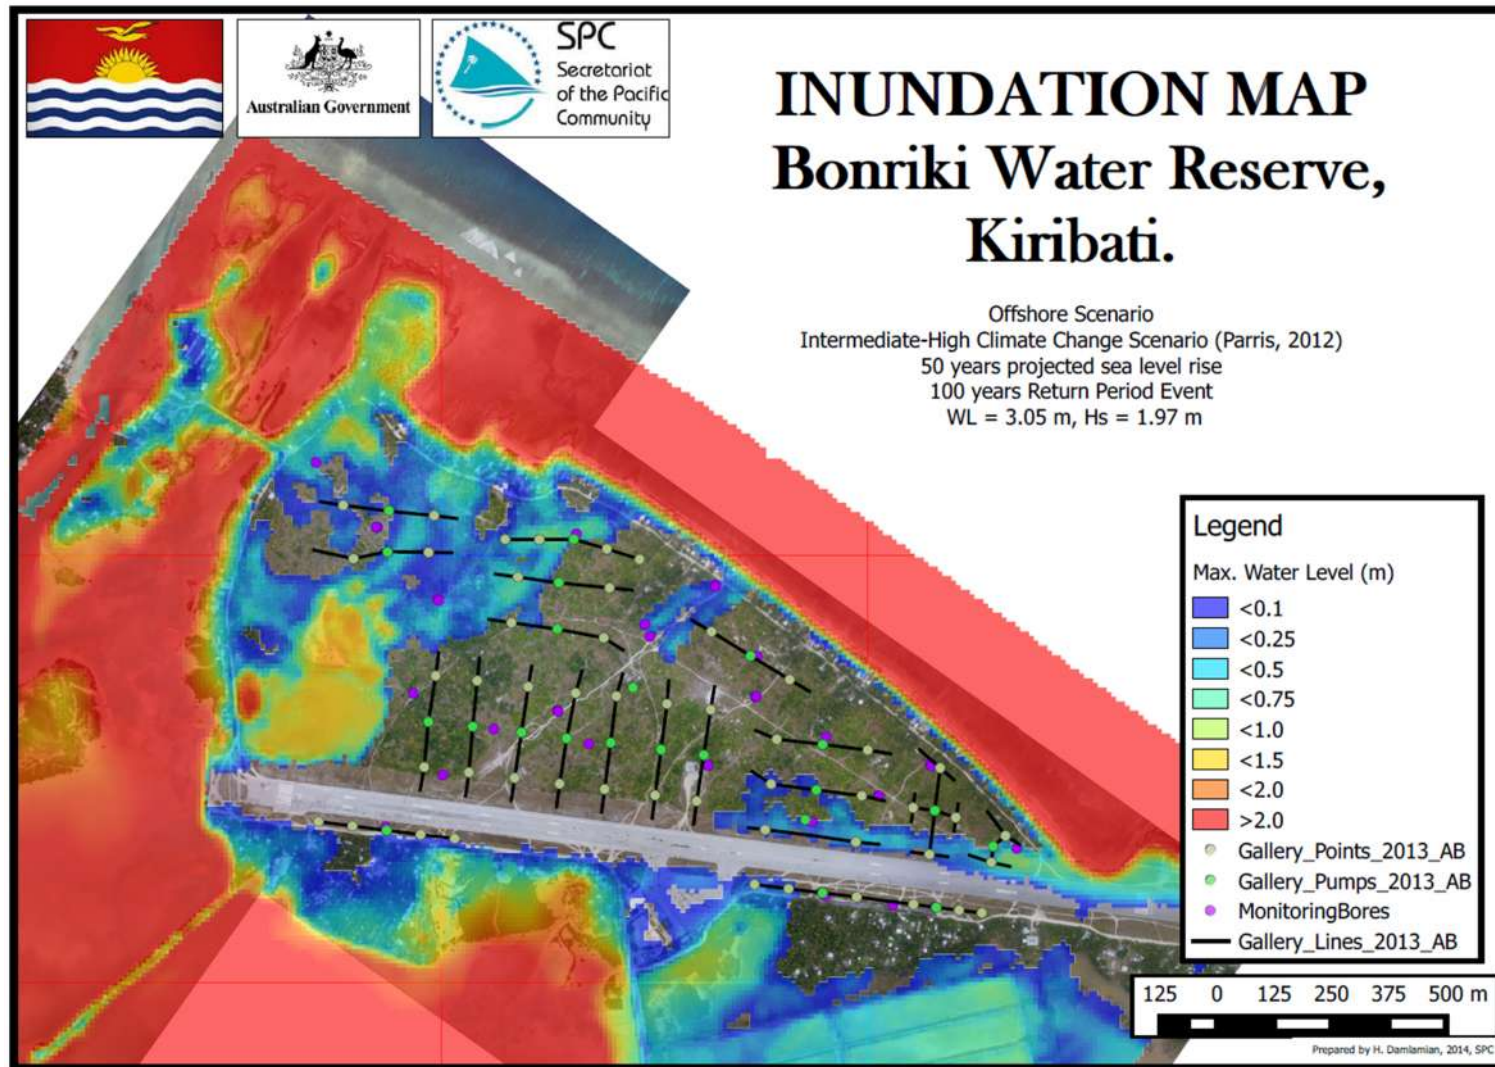 Australian Government
SPC
Secretariat
of the Pacific
Community
INUNDATION MAP
Bonriki Water Reserve,
Kiribati.
Offshore Scenario
Intermediate-High Climate Change Scenario (Parris, 2012)
50 years projected sea level rise
100 years Return Period Event
WL = 3.05 m, Hs = 1.97 m
Legend
Max. Water Level (m)
<0.1
<0.25
<0.5
<0.75
<1.0
<1.5
<2.0
>2.0
Gallery_Points_2013_AB
Gallery_Pumps_2013_AB
MonitoringBores
Gallery_Lines_2013_AB
125 0 125 250 375 500 m
Prepared by H. Damlamian, 2014, SPC